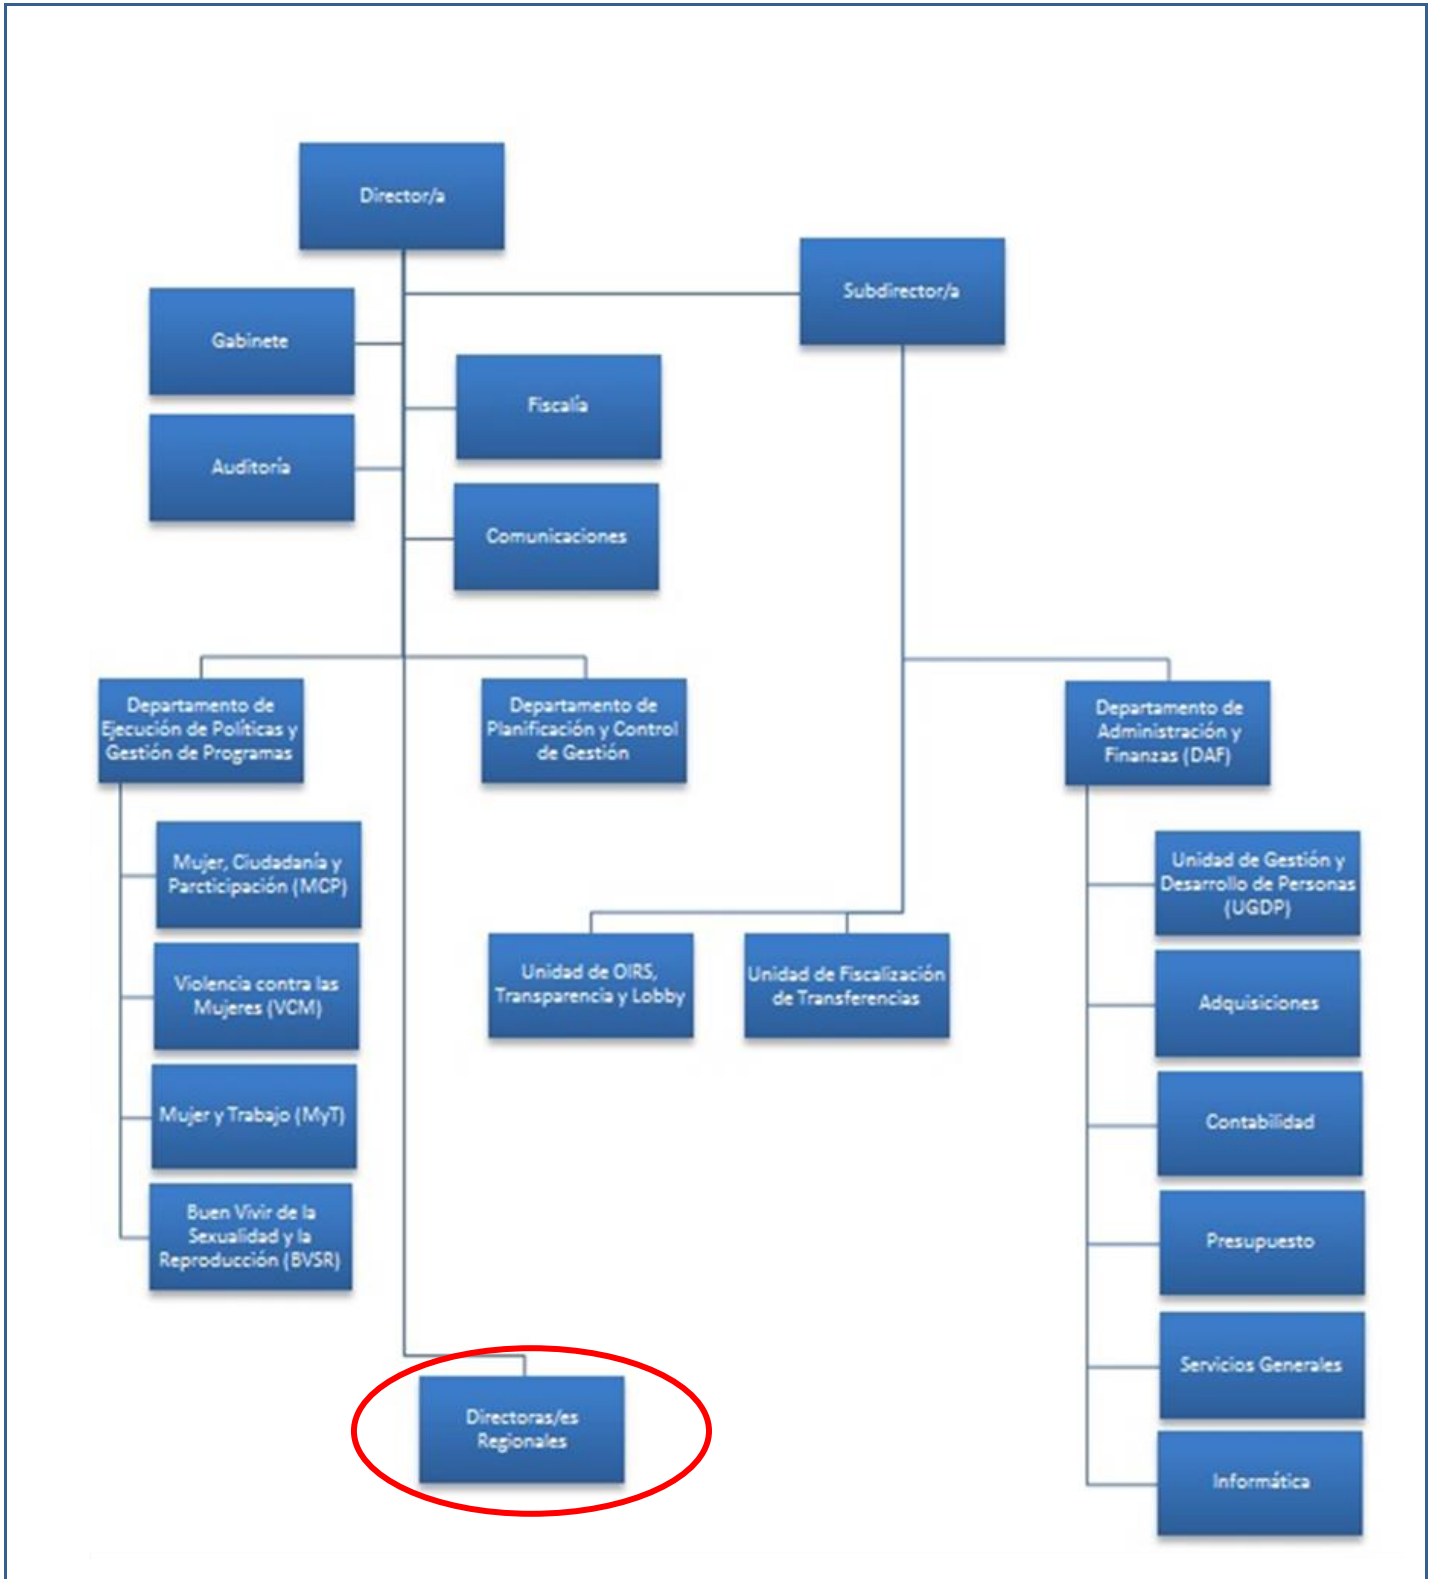 Director/a
Subdirector/a
Gabinete
Fiscalía
Auditoría
Comunicaciones
Departamento de
Ejecución de Políticas y
Gestión de Programas
Departamento de
Planificación y Control
de Gestión
Departamento de
Administración y
Finanzas (DAF)
Mujer, Ciudadanía y
Parcticipación (MCP)
Violencia contra las
Mujeres (VCM)
Mujer y Trabajo (MyT)
Buen Vivir de la
Sexualidad y la
Reproducción (BVSR)
Unidad de OIRS,
Transparencia y Lobby
Unidad de Fiscalización
de Transferencias
Unidad de Gestión y
Desarrollo de Personas
(UGDP)
Adquisiciones
Contabilidad
Presupuesto
Servicios Generales
Informática
Directoras/es
Regionales